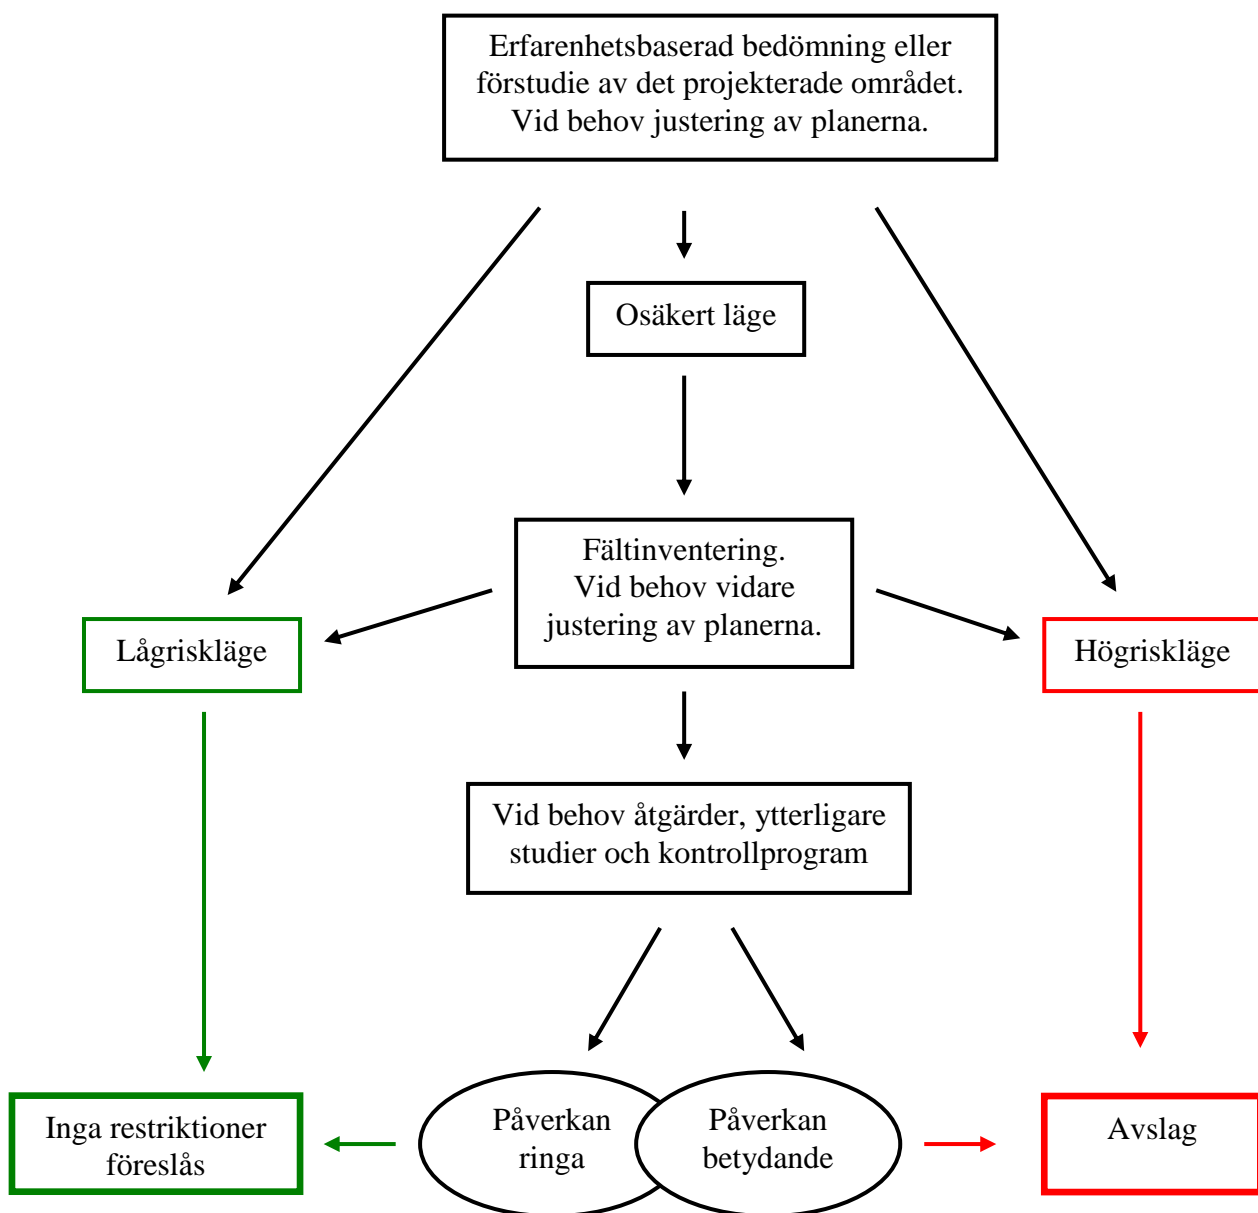 Erfarenhetsbaserad bedömning eller
förstudie av det projekterade området.
Vid behov justering av planerna.
Osäkert läge
Fältinventering.
Vid behov vidare
justering av planerna.
Lågriskläge
Högriskläge
Vid behov åtgärder, ytterligare
studier och kontrollprogram
Inga restriktioner
föreslås
Påverkan
ringa
Påverkan
betydande
Avslag